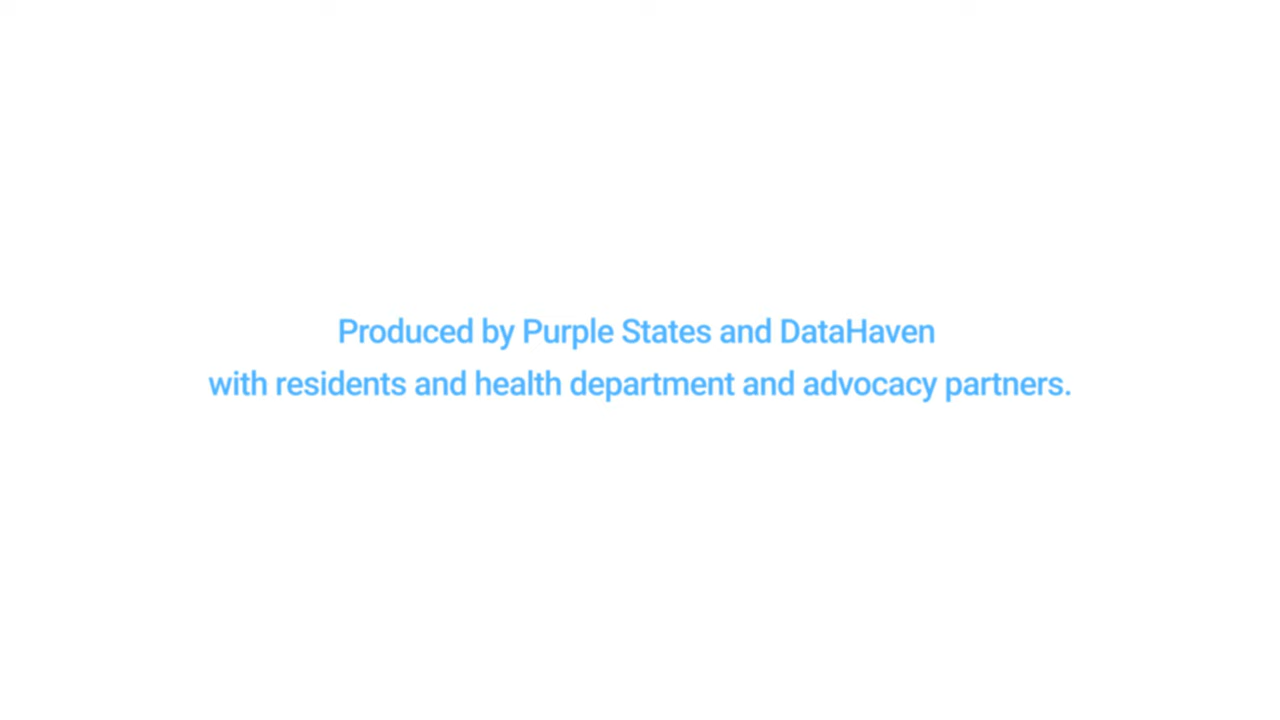 Produced by Purple States and DataHaven
with residents and health department and advocacy partners.